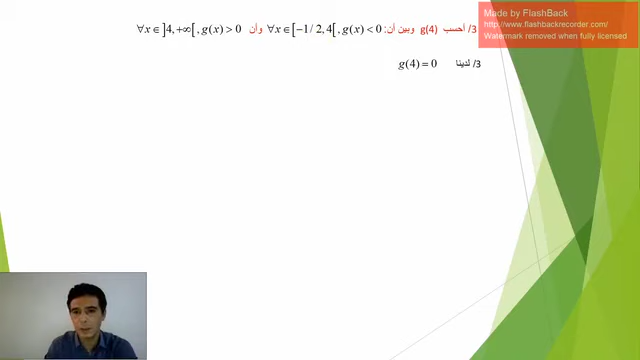 3/ أحسب g(4) وبين أن: ∀x ∈ [−1/2, 4[ , g(x) < 0 وأن ∀x ∈ ]4, +∞[ , g(x) > 0
3/ لدينا g(4) = 0
Made by FlashBack
http://www.flashbackrecorder.com/
Watermark removed when fully licensed